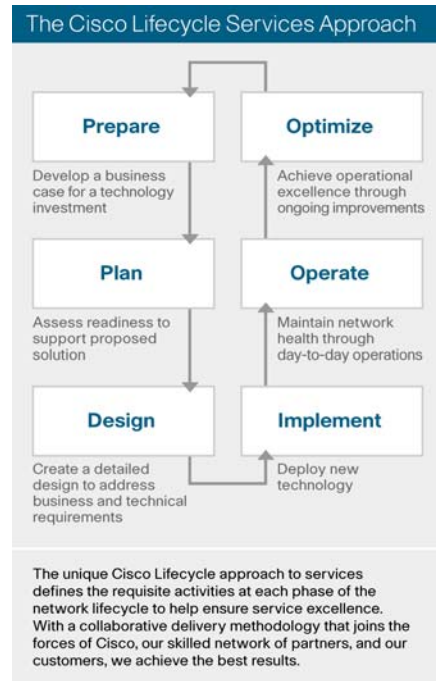 The Cisco Lifecycle Services Approach
Prepare
Develop a business
case for a technology
investment
Plan
Assess readiness to
support proposed
solution
Design
Create a detailed
design to address
business and technical
requirements
Implement
Deploy new
technology
Operate
Maintain network
health through
day-to-day operations
Optimize
Achieve operational
excellence through
ongoing improvements
The unique Cisco Lifecycle approach to services
defines the requisite activities at each phase of the
network lifecycle to help ensure service excellence.
With a collaborative delivery methodology that joins the
forces of Cisco, our skilled network of partners, and our
customers, we achieve the best results.